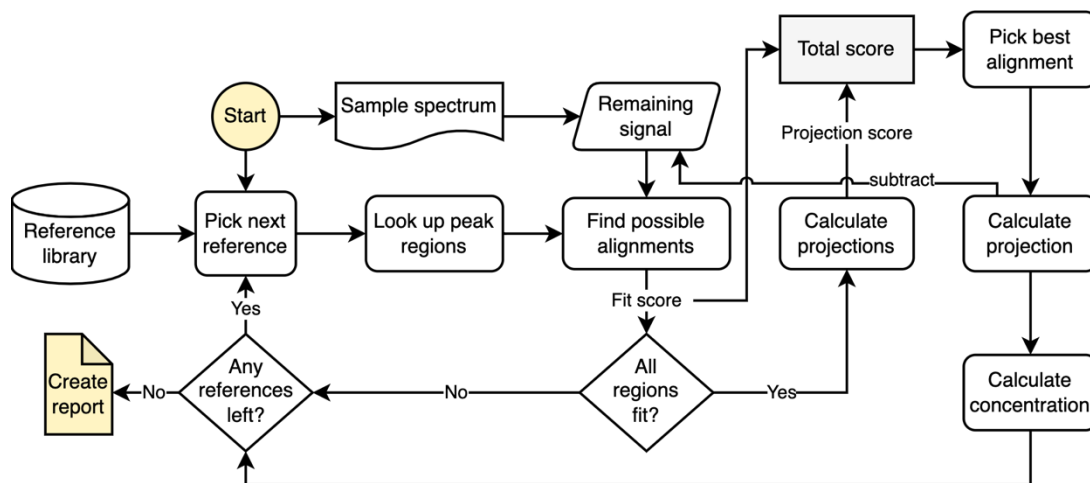 Total score
Pick best
alignment
Start
Sample spectrum
Remaining
signal
Projection score
subtract
Reference
library
Pick next
reference
Look up peak
regions
Find possible
alignments
Calculate
projections
Calculate
projection
Yes
Fit score
Create
report
No
Any
references
left?
No
All
regions
fit?
Yes
Calculate
concentration